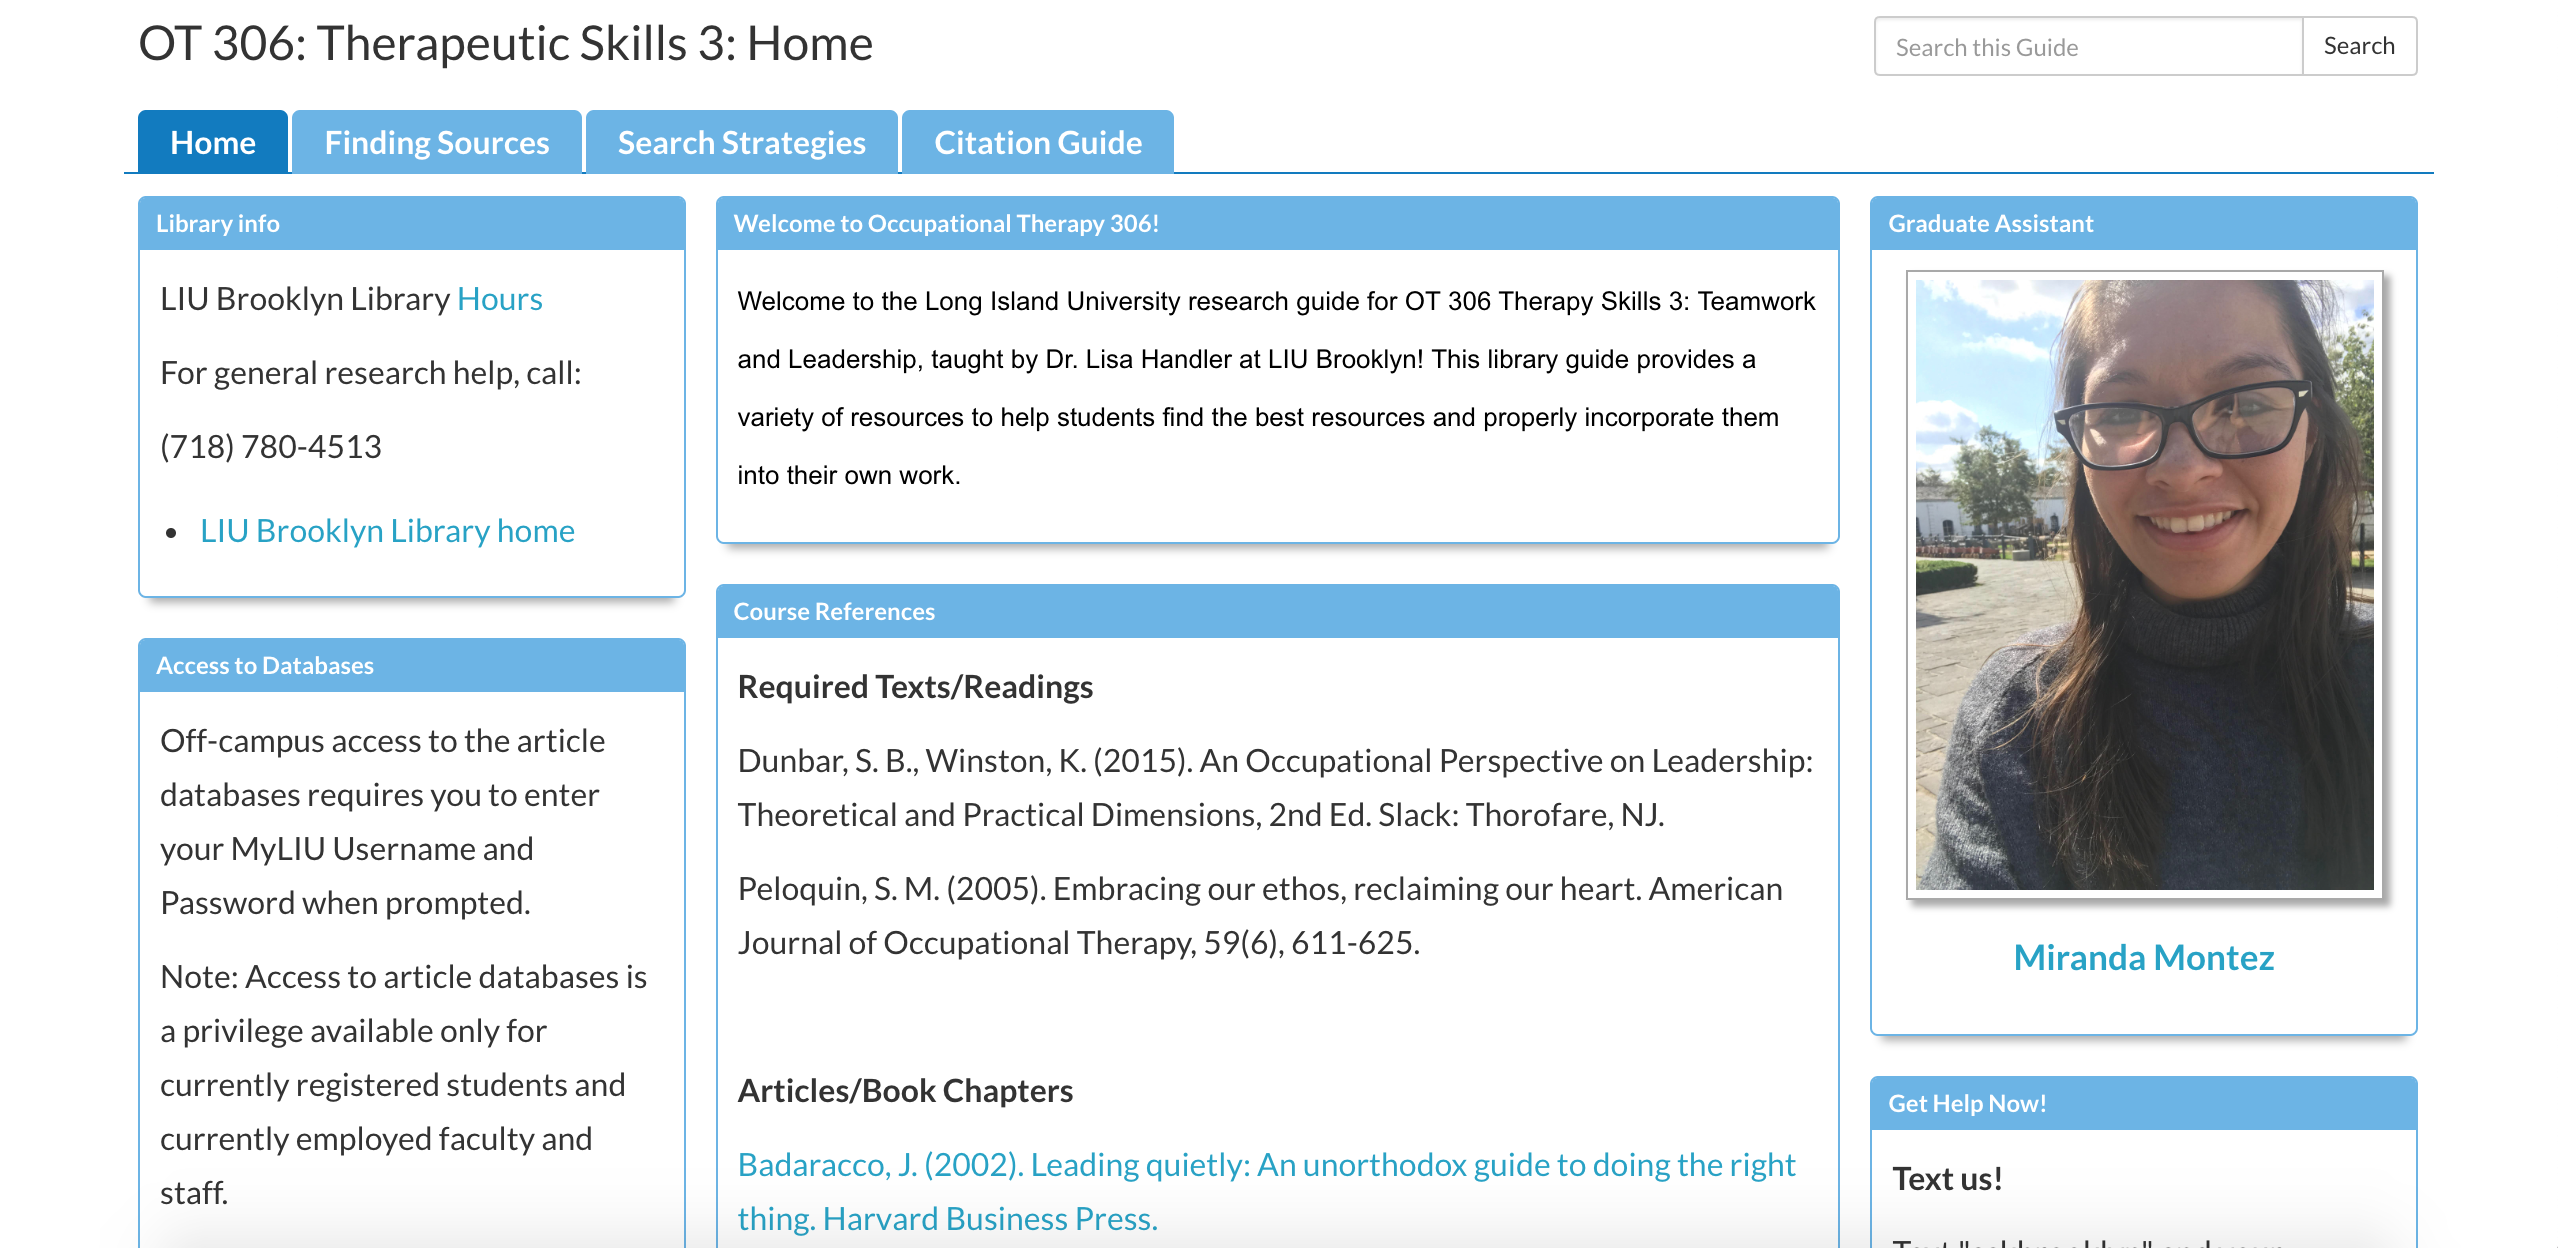 OT 306: Therapeutic Skills 3: Home
Search this Guide
Search
Home
Finding Sources
Search Strategies
Citation Guide
Library info
LIU Brooklyn Library Hours
For general research help, call:
(718) 780-4513
• LIU Brooklyn Library home
Access to Databases
Off-campus access to the article
databases requires you to enter
your MyLIU Username and
Password when prompted.
Note: Access to article databases is
a privilege available only for
currently registered students and
currently employed faculty and
staff.
Welcome to Occupational Therapy 306!
Welcome to the Long Island University research guide for OT 306 Therapy Skills 3: Teamwork
and Leadership, taught by Dr. Lisa Handler at LIU Brooklyn! This library guide provides a
variety of resources to help students find the best resources and properly incorporate them
into their own work.
Course References
Required Texts/Readings
Dunbar, S. B., Winston, K. (2015). An Occupational Perspective on Leadership:
Theoretical and Practical Dimensions, 2nd Ed. Slack: Thorofare, NJ.
Peloquin, S. M. (2005). Embracing our ethos, reclaiming our heart. American
Journal of Occupational Therapy, 59(6), 611-625.
Articles/Book Chapters
Badaracco, J. (2002). Leading quietly: An unorthodox guide to doing the right
thing. Harvard Business Press.
Graduate Assistant
Miranda Montez
Get Help Now!
Text us!